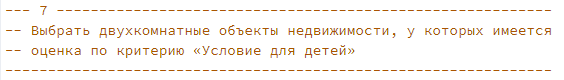 --- 7 ------------------------------------------------------------
-- Выбрать двухкомнатные объекты недвижимости, у которых имеется
-- оценка по критерию «Условие для детей»
------------------------------------------------------------------